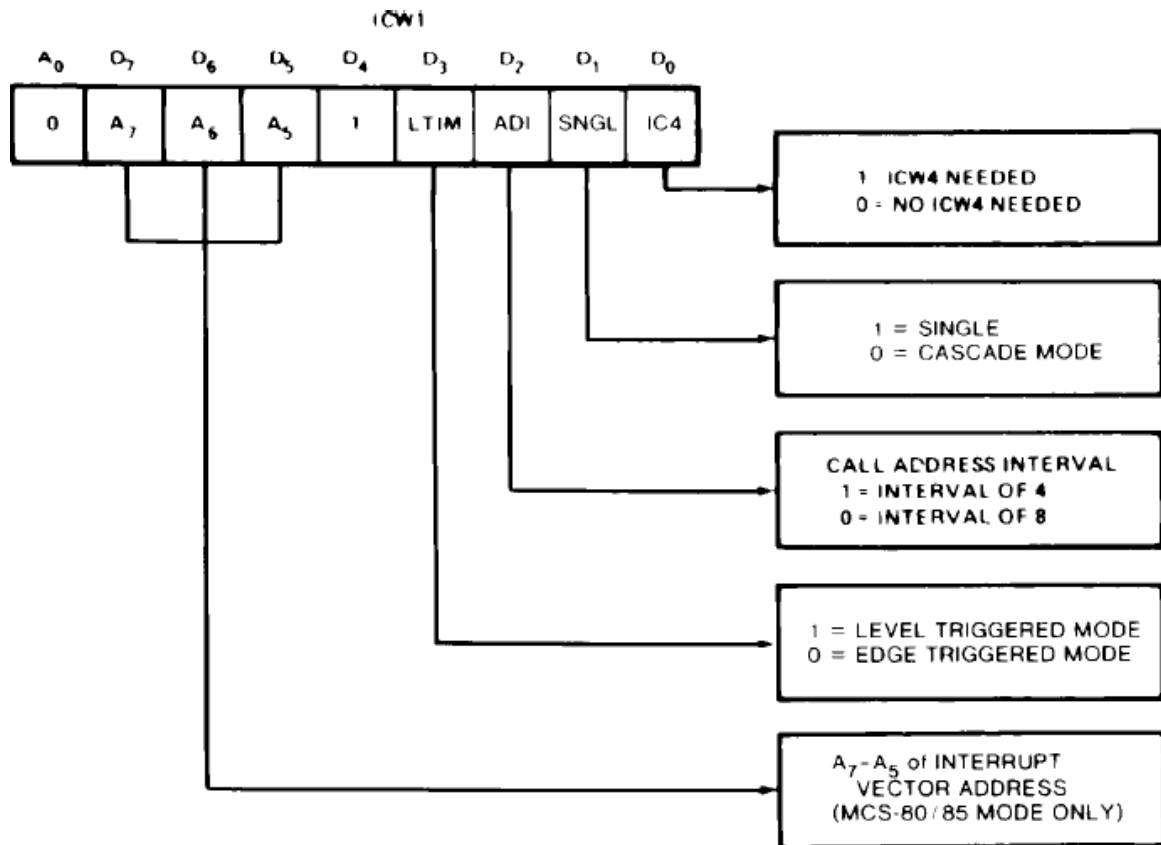 ICW1
A0 D7 D6 D5 D4 D3 D2 D1 D0
0 A7 A6 A5 1 LTIM ADI SNGL IC4
1 ICW4 NEEDED
0 = NO ICW4 NEEDED
1 = SINGLE
0 = CASCADE MODE
CALL ADDRESS INTERVAL
1 = INTERVAL OF 4
0 = INTERVAL OF 8
1 = LEVEL TRIGGERED MODE
0 = EDGE TRIGGERED MODE
A7-A5 of INTERRUPT
VECTOR ADDRESS
(MCS-80/85 MODE ONLY)